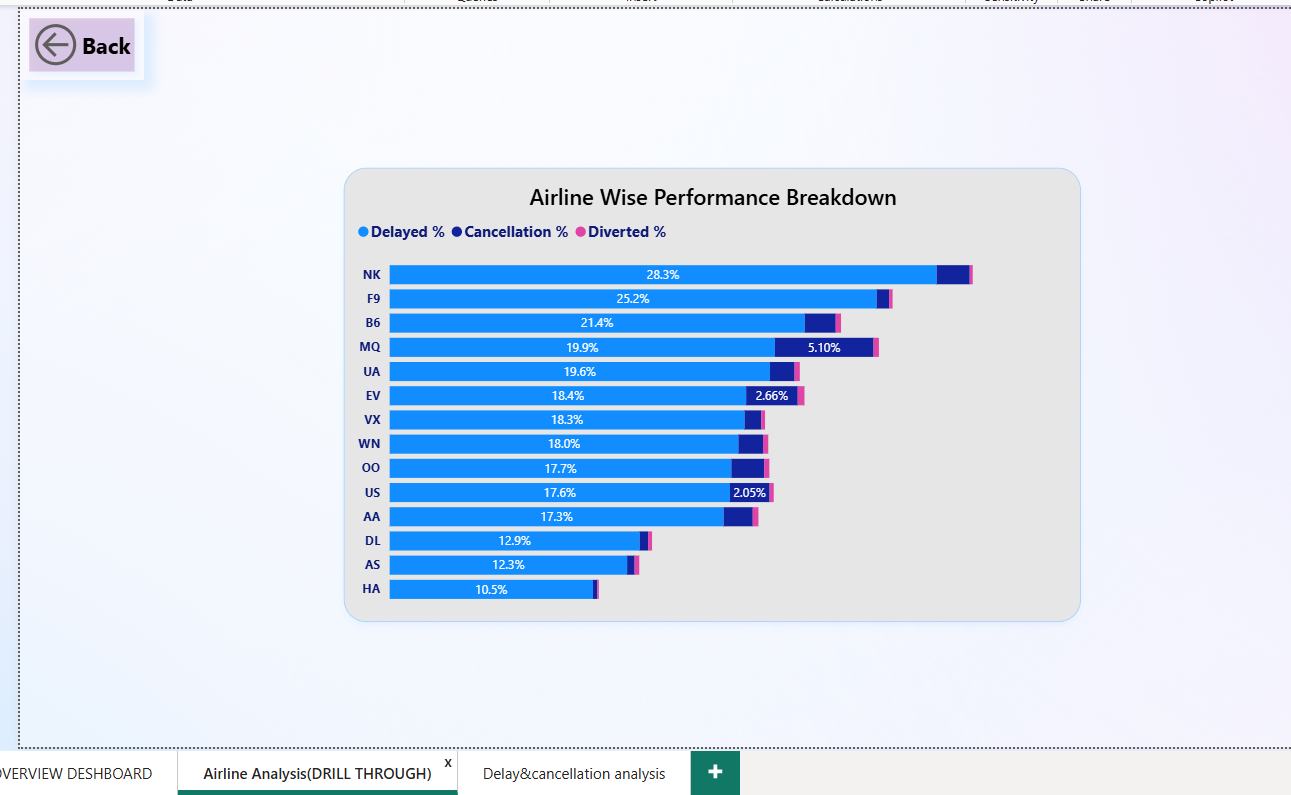 Back
Airline Wise Performance Breakdown
Delayed % Cancellation % Diverted %
NK 28.3%
F9 25.2%
B6 21.4%
MQ 19.9% 5.10%
UA 19.6%
EV 18.4% 2.66%
VX 18.3%
WN 18.0%
OO 17.7%
US 17.6% 2.05%
AA 17.3%
DL 12.9%
AS 12.3%
HA 10.5%
VERVIEW DESHBOARD Airline Analysis(DRILL THROUGH) x Delay&cancellation analysis +